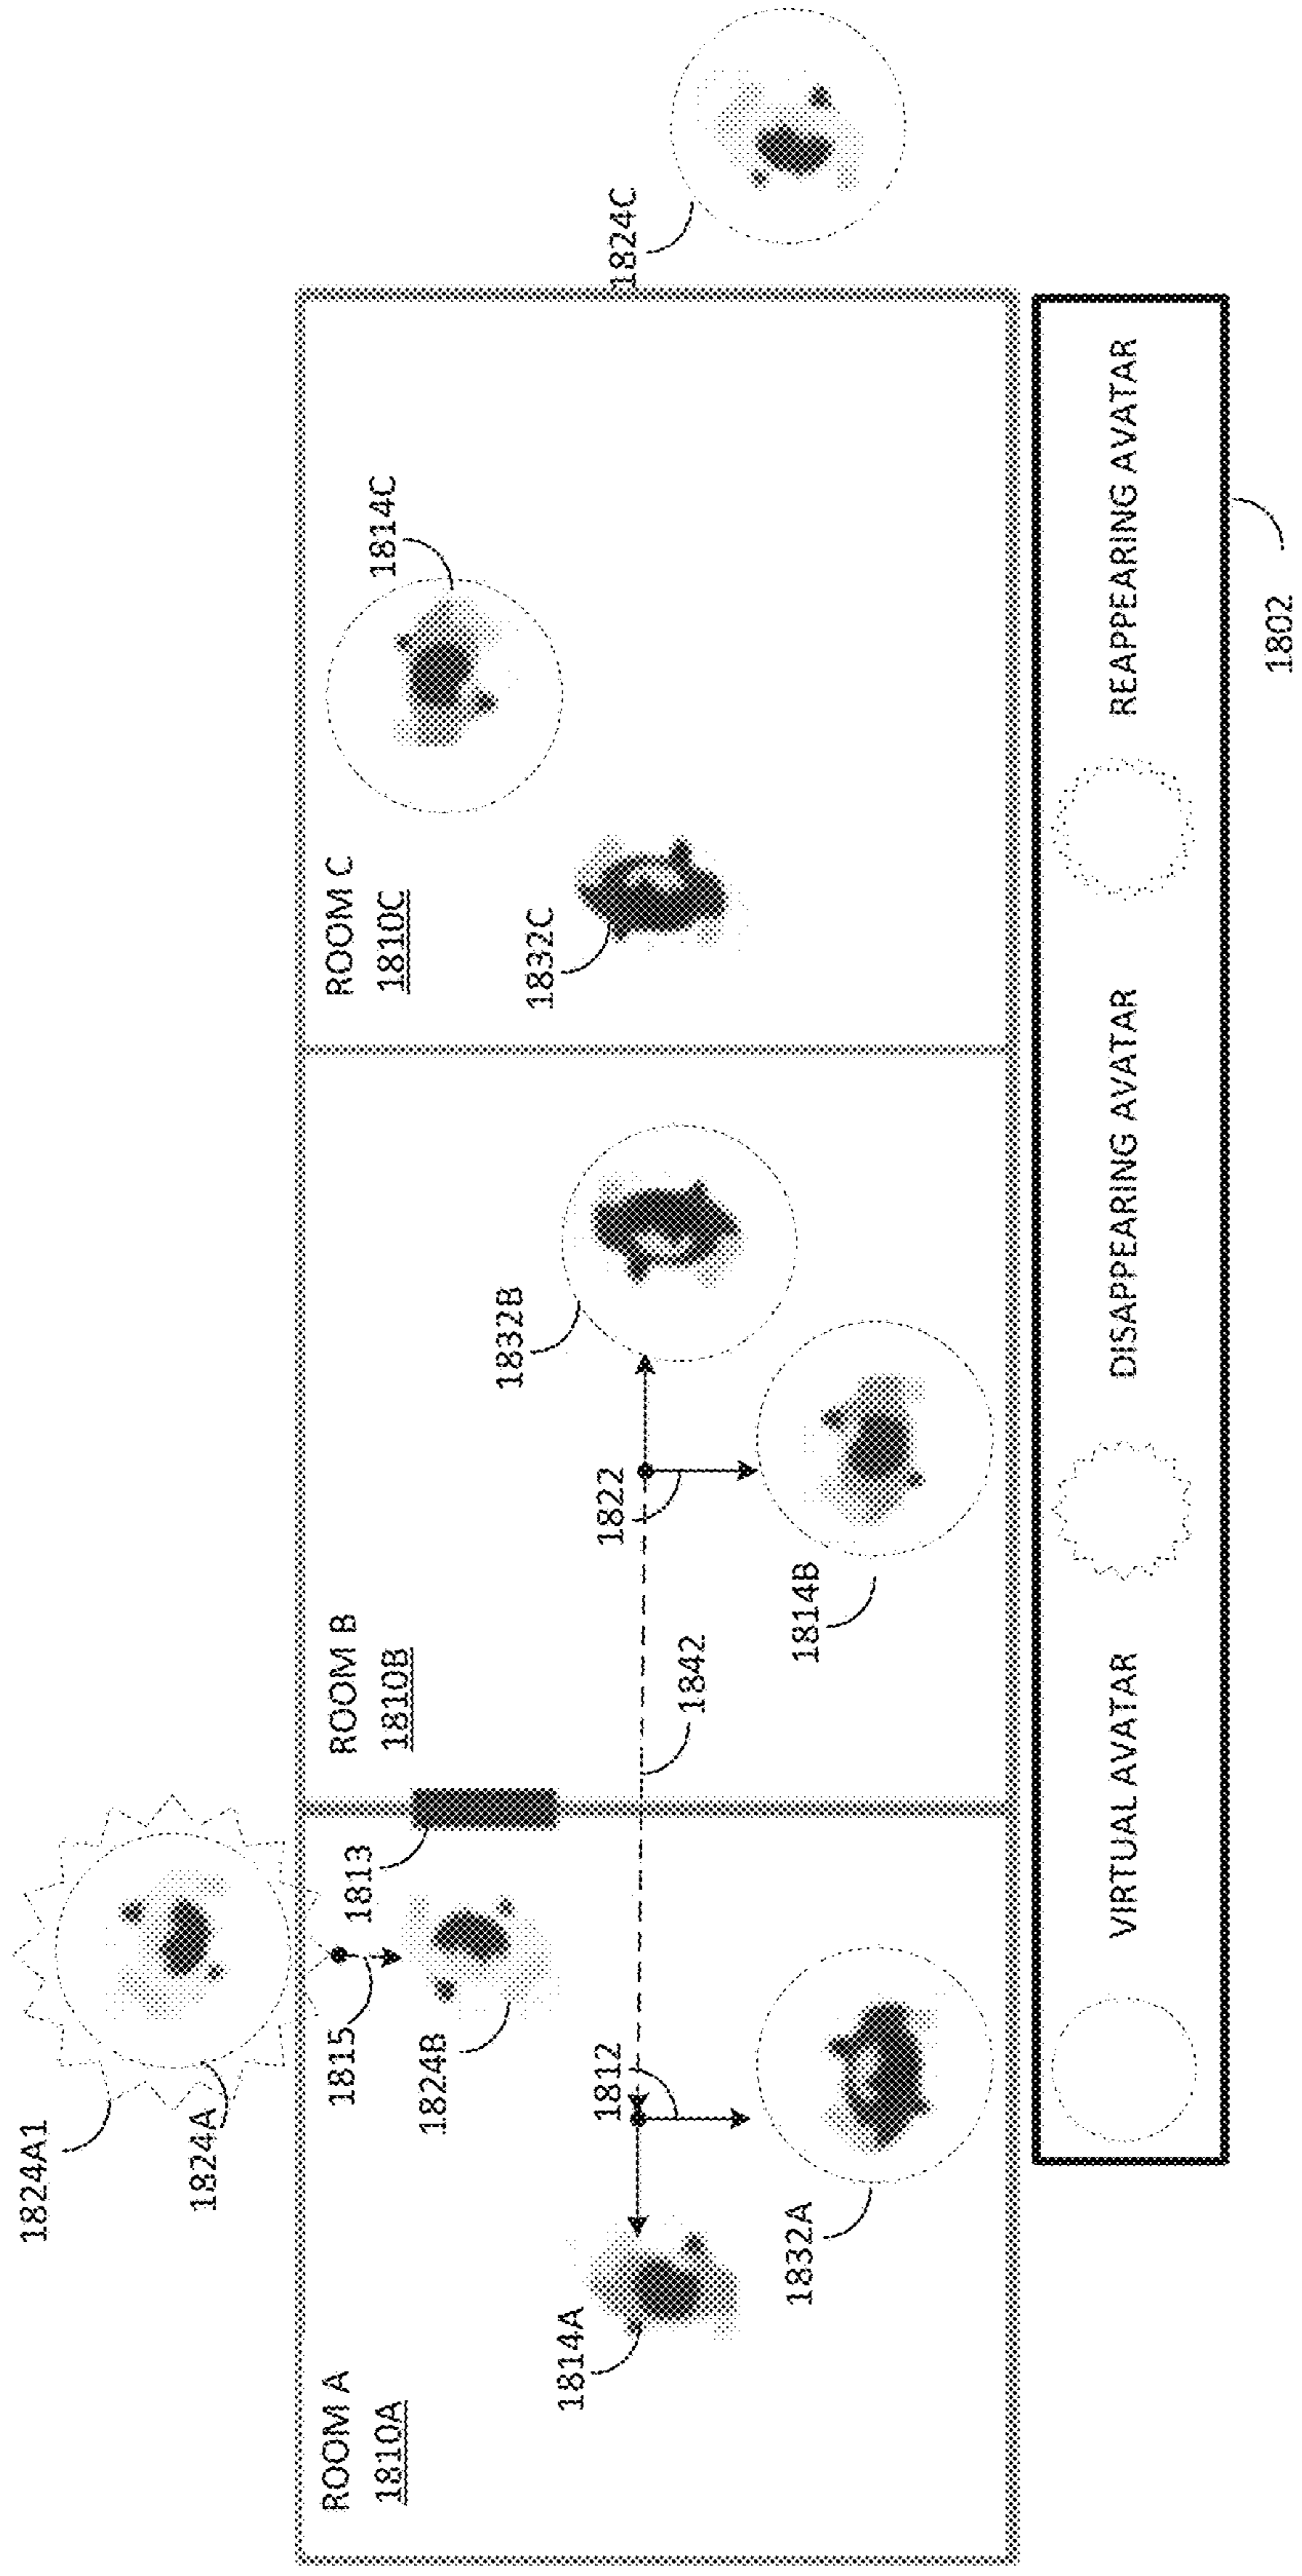 1824A1
1824A
ROOM A
1810A
1815
1813
1824B
1814A
1812
1832A
ROOM B
1810B
1842
1822
1832B
1814B
ROOM C
1810C
1814C
1832C
1824C
VIRTUAL AVATAR
DISAPPEARING AVATAR
REAPPEARING AVATAR
1802